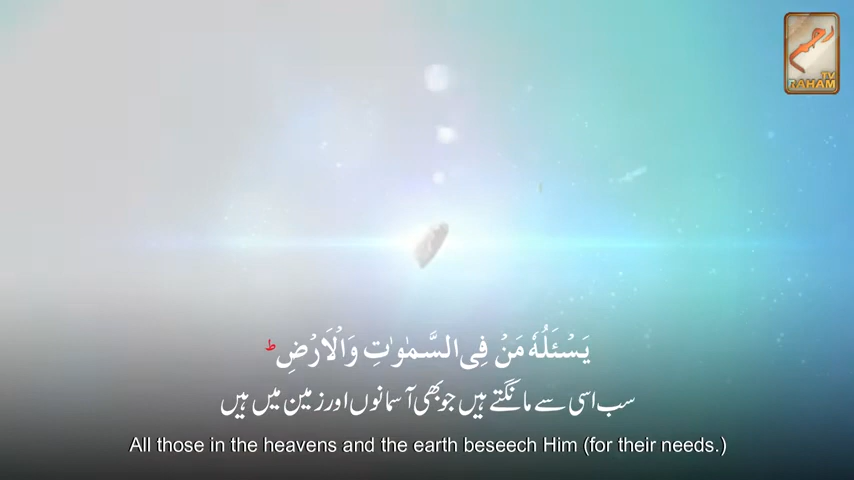 رحم
TV
RAHAM
يَسْـَٔلُهٗ مَنْ فِى السَّمٰوٰتِ وَالْاَرْضِ ؕ
سب اسی سے مانگتے ہیں جو بھی آسمانوں اور زمین میں ہیں
All those in the heavens and the earth beseech Him (for their needs.)